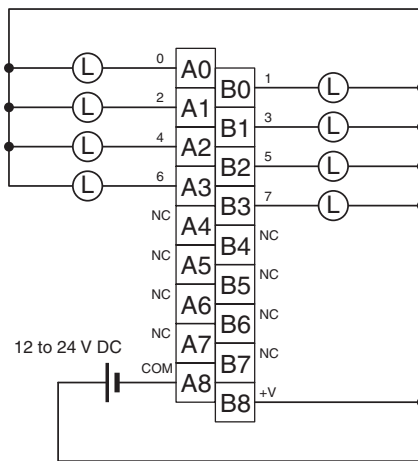 0 L A0
B0 1 L
2 L A1
B1 3 L
4 L A2
B2 5 L
6 L A3
B3 7 L
NC A4
B4 NC
NC A5
B5 NC
NC A6
B6 NC
NC A7
B7 NC
12 to 24 V DC
COM A8
B8 +V